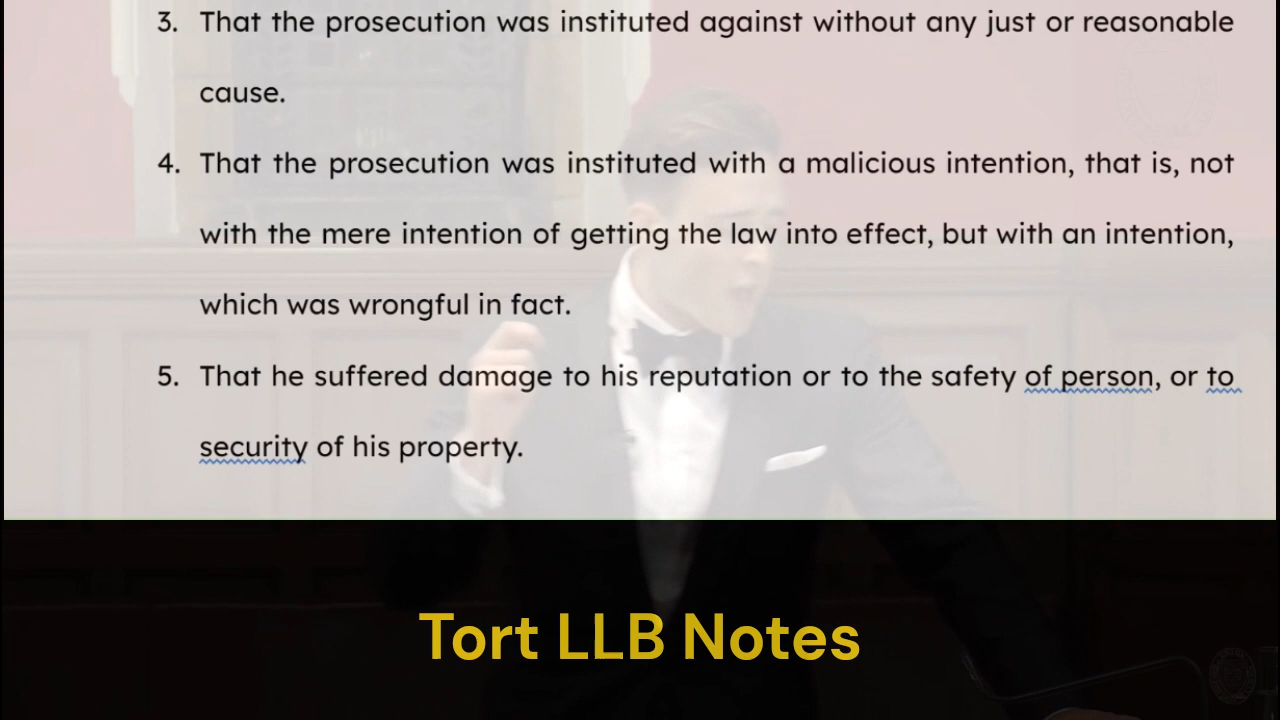 3. That the prosecution was instituted against without any just or reasonable
cause.
4. That the prosecution was instituted with a malicious intention, that is, not
with the mere intention of getting the law into effect, but with an intention,
which was wrongful in fact.
5. That he suffered damage to his reputation or to the safety of person, or to
security of his property.
Tort LLB Notes